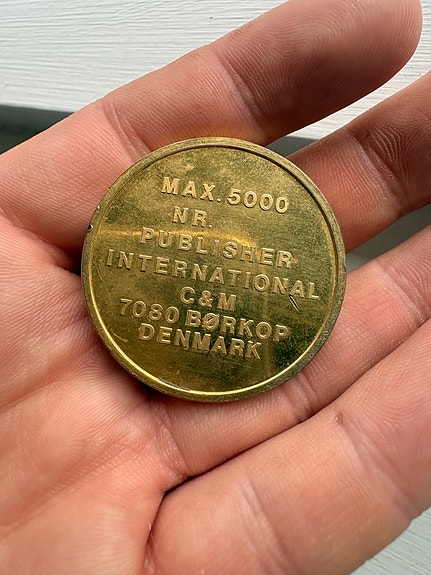 MAX. 5000
NR.
PUBLISHER
INTERNATIONAL
C&M
7080 BØRKOP
DENMARK